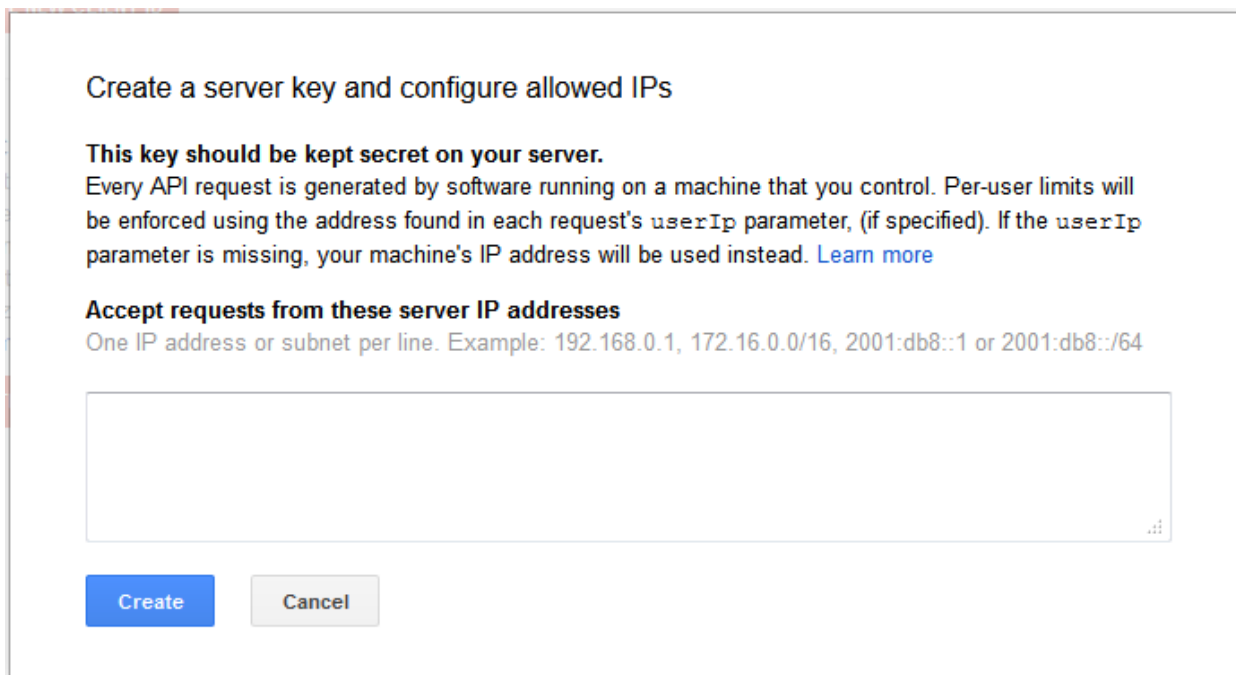 Create a server key and configure allowed IPs
This key should be kept secret on your server.
Every API request is generated by software running on a machine that you control. Per-user limits will
be enforced using the address found in each request's userIp parameter, (if specified). If the userIp
parameter is missing, your machine's IP address will be used instead. Learn more
Accept requests from these server IP addresses
One IP address or subnet per line. Example: 192.168.0.1, 172.16.0.0/16, 2001:db8::1 or 2001:db8::/64
Create Cancel